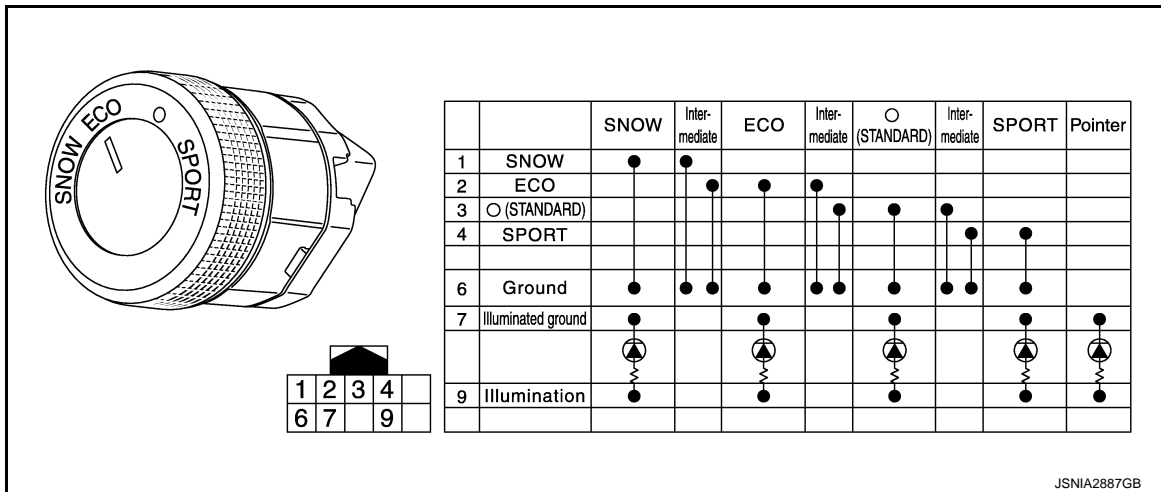 SNOW ECO ○ SPORT
1 2 3 4
6 7 9
SNOW Inter-mediate ECO Inter-mediate ○ (STANDARD) Inter-mediate SPORT Pointer
1 SNOW
2 ECO
3 ○ (STANDARD)
4 SPORT
6 Ground
7 Illuminated ground
9 Illumination
JSNIA2887GB